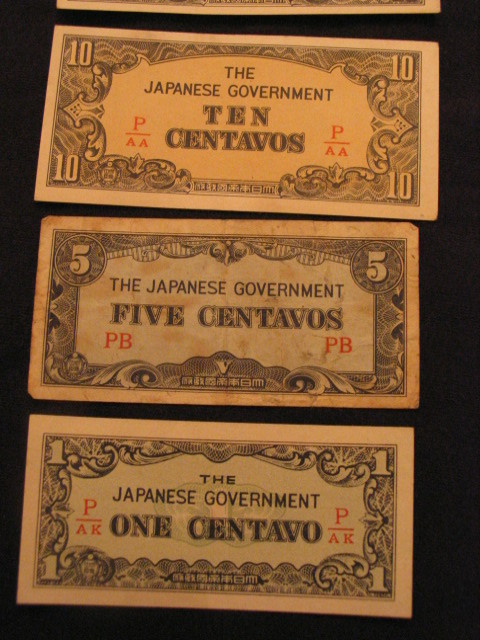 10 10
THE
JAPANESE GOVERNMENT
TEN
CENTAVOS
P
AA
P
AA
10 10
5 5
THE JAPANESE GOVERNMENT
FIVE CENTAVOS
PB PB
V
1 1
THE
JAPANESE GOVERNMENT
ONE CENTAVO
P
AK
P
AK
1 1